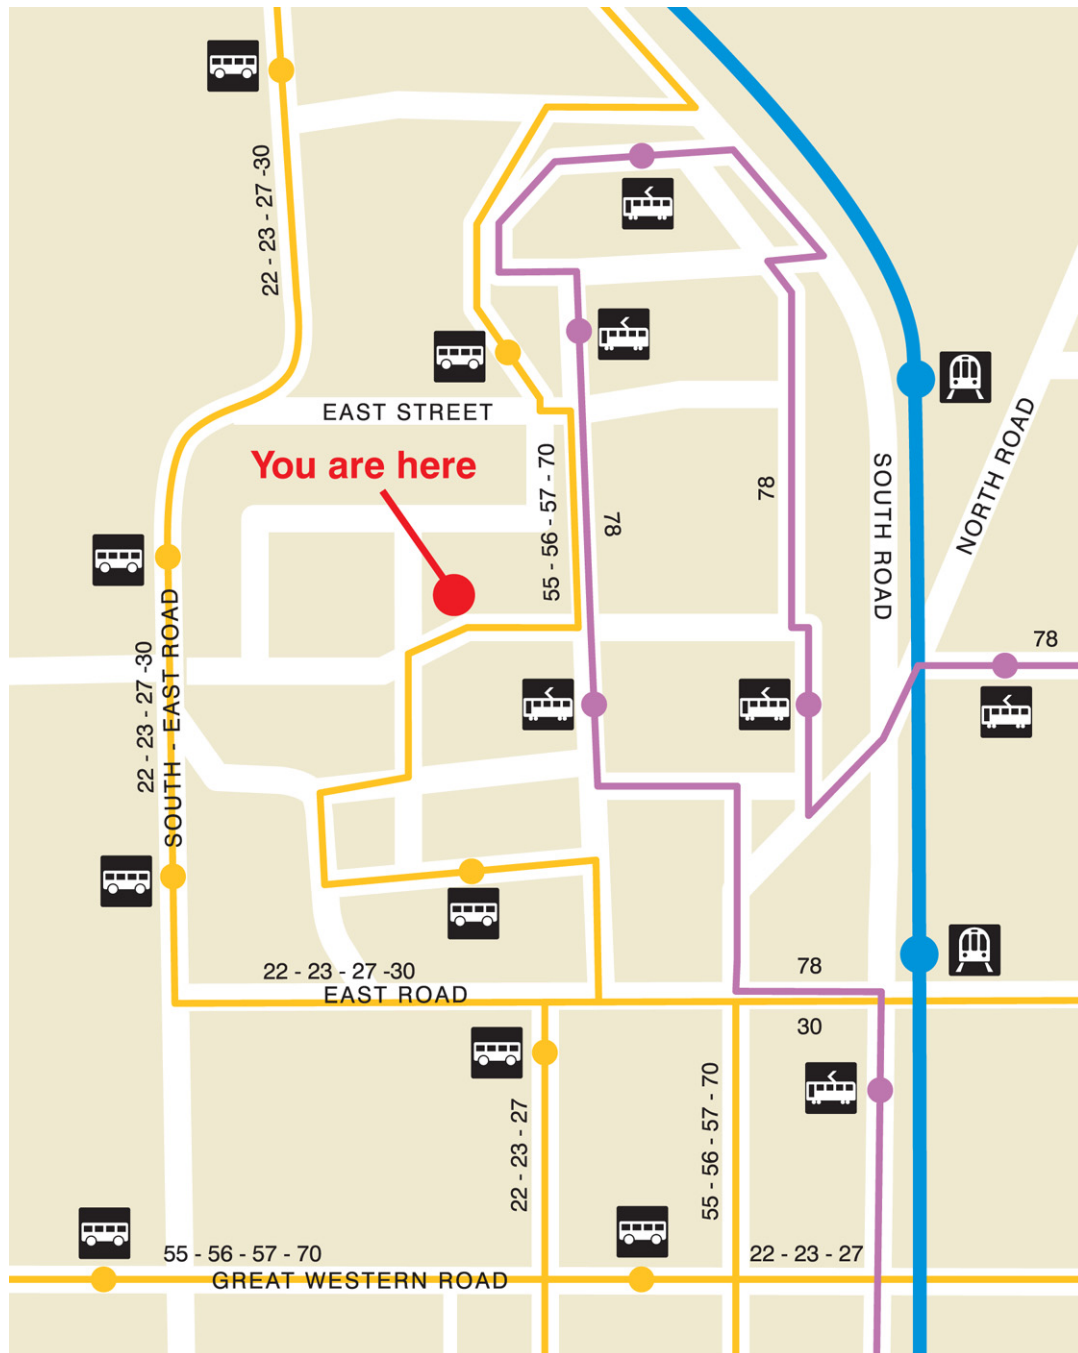 22 - 23 - 27 -30
EAST STREET
You are here
55 - 56 - 57 - 70
78
78
SOUTH ROAD
NORTH ROAD
78
22 - 23 - 27 -30
SOUTH - EAST ROAD
22 - 23 - 27 -30
EAST ROAD
78
30
22 - 23 - 27
55 - 56 - 57 - 70
55 - 56 - 57 - 70
GREAT WESTERN ROAD
22 - 23 - 27